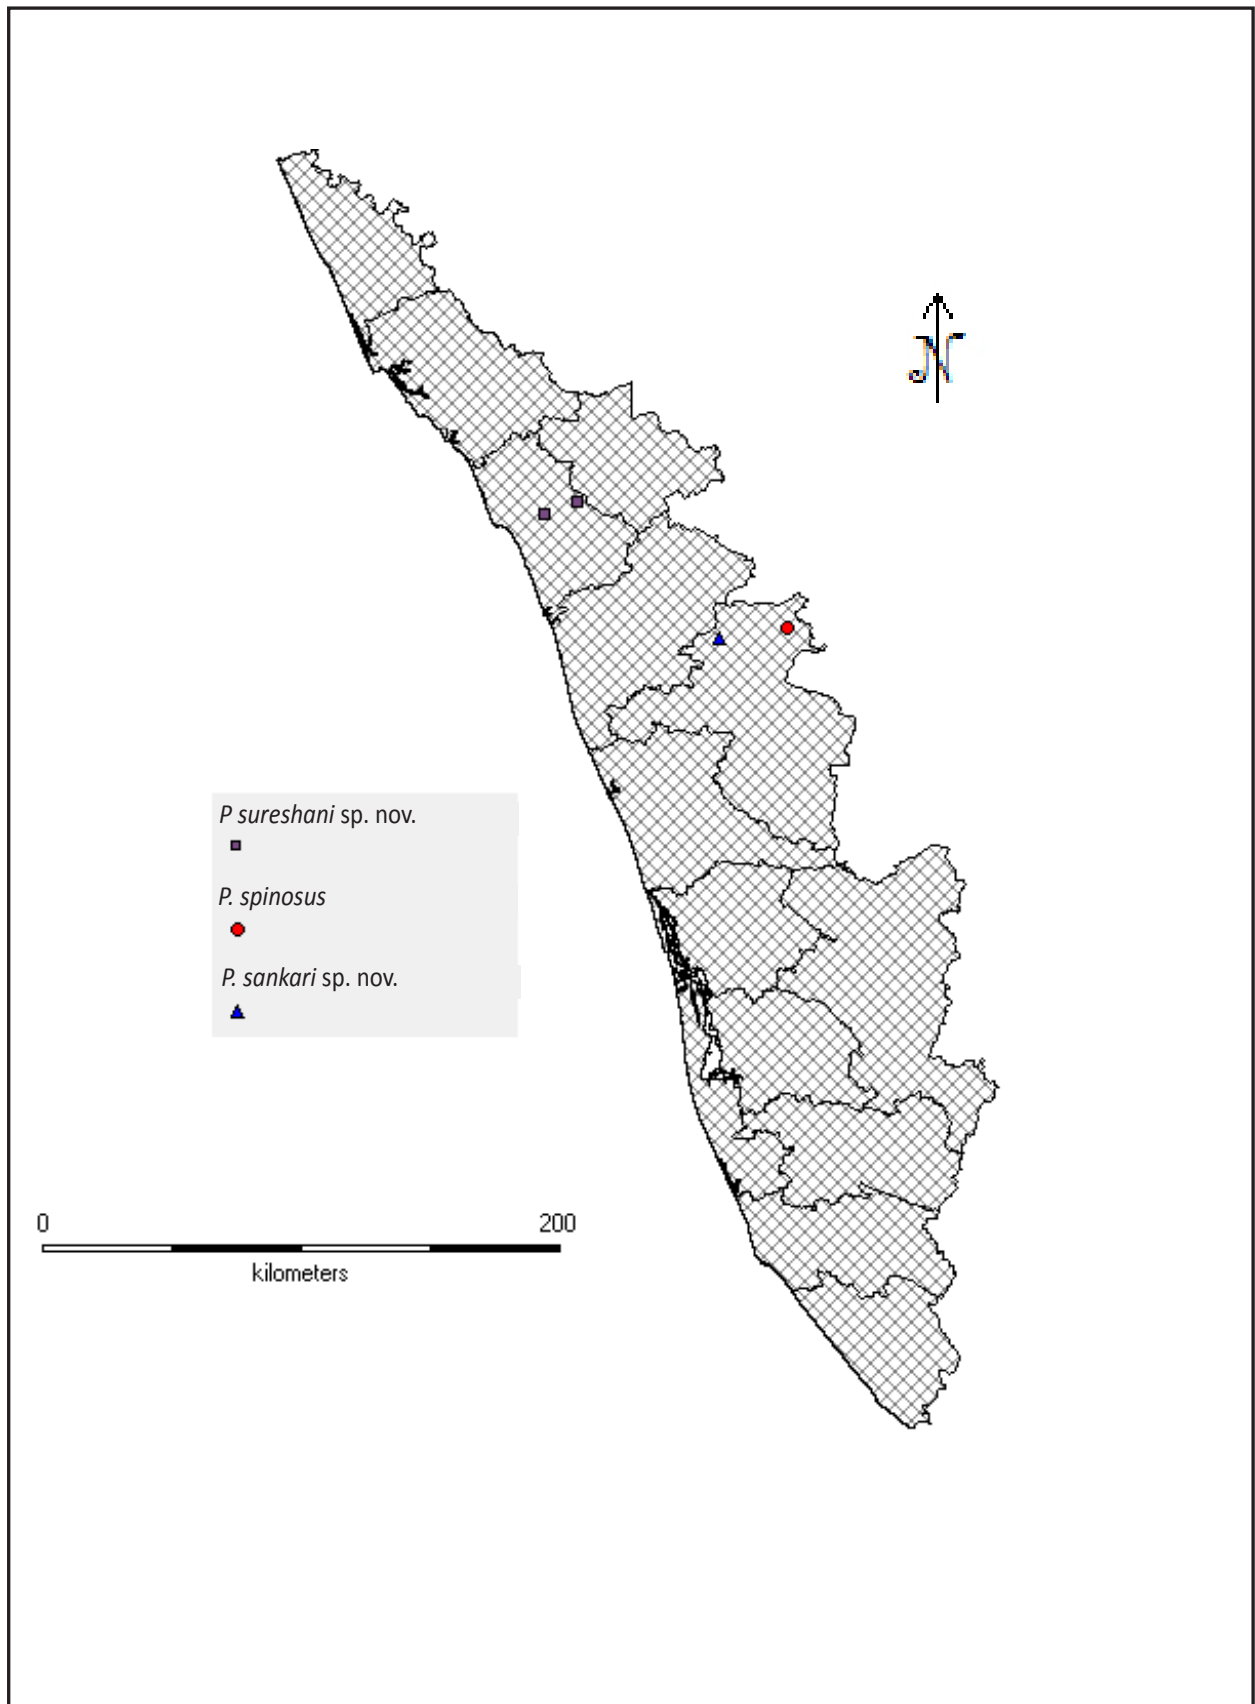 N
P sureshani sp. nov.
P. spinosus
P. sankari sp. nov.
0 200
kilometers